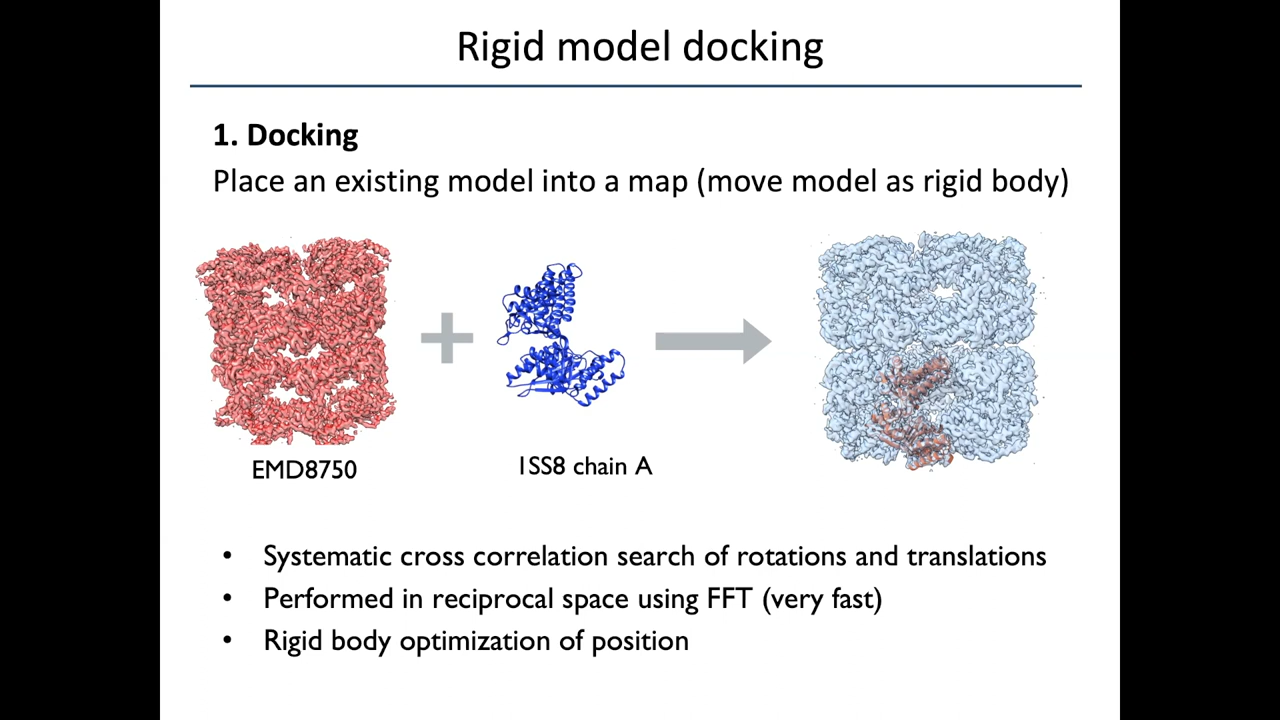 Rigid model docking
1. Docking
Place an existing model into a map (move model as rigid body)
EMD8750
1SS8 chain A
• Systematic cross correlation search of rotations and translations
• Performed in reciprocal space using FFT (very fast)
• Rigid body optimization of position